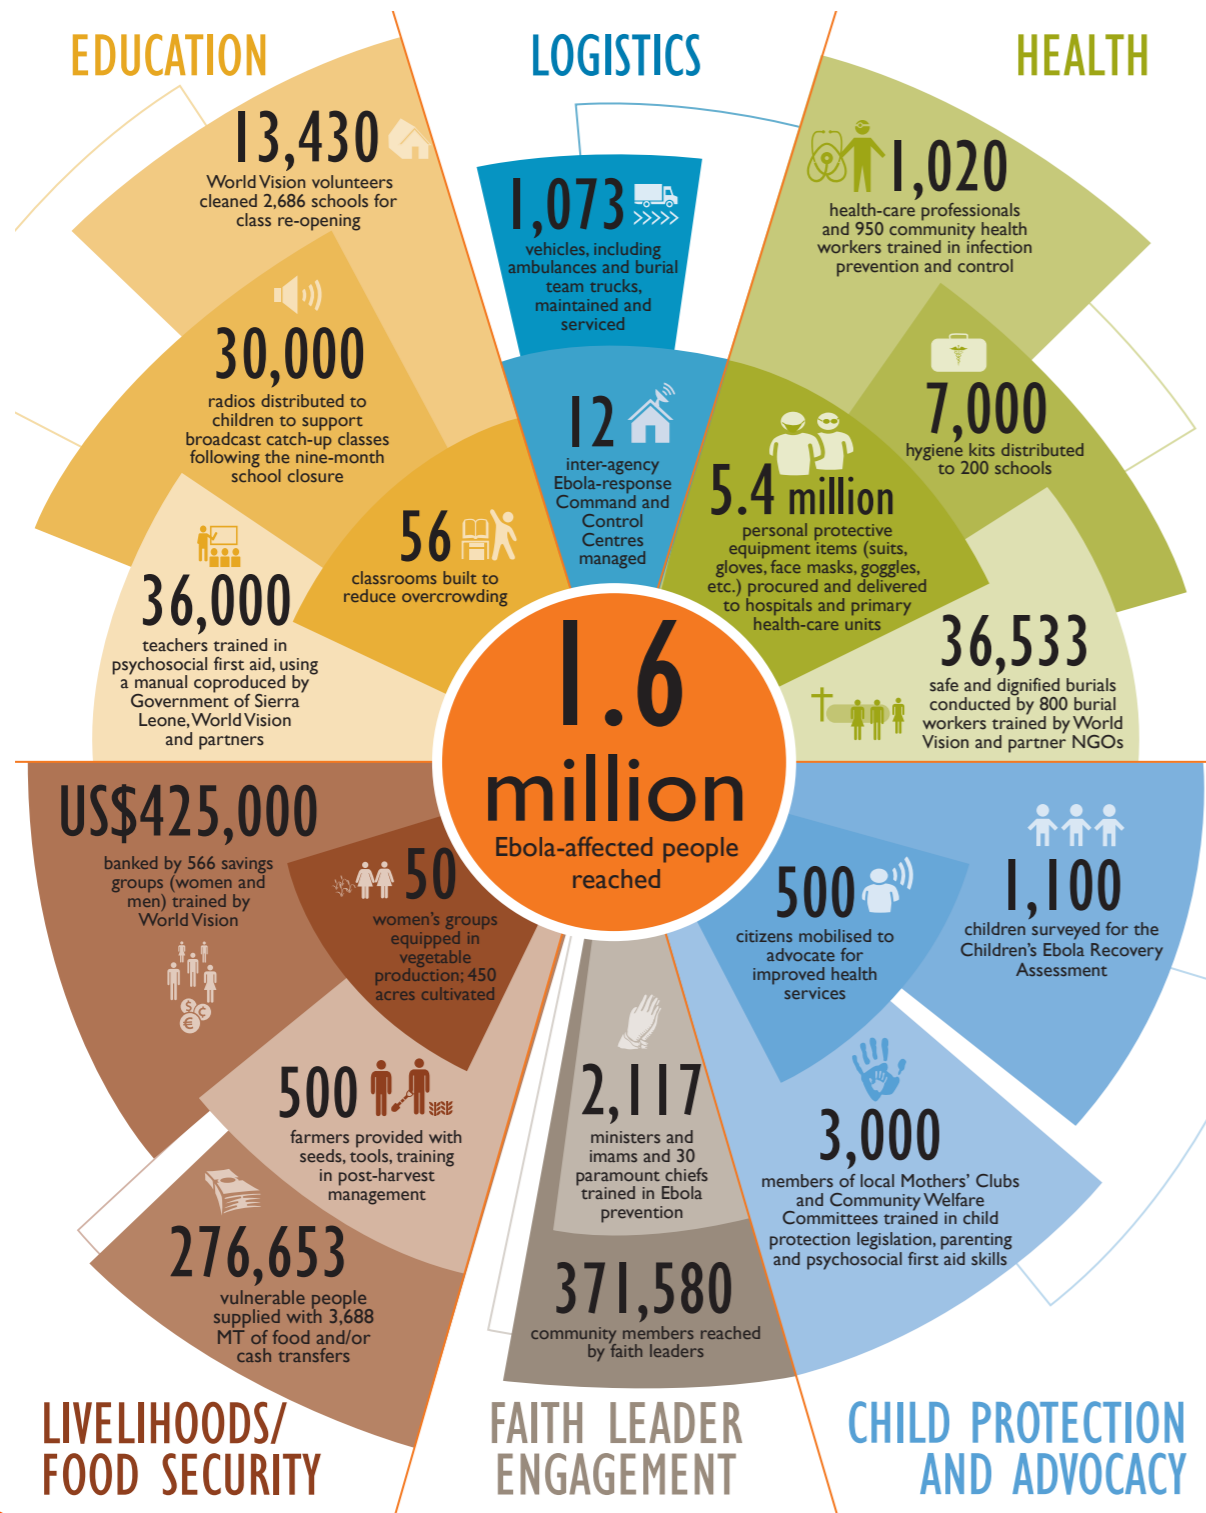 EDUCATION
13,430
World Vision volunteers
cleaned 2,686 schools for
class re-opening
30,000
radios distributed to
children to support
broadcast catch-up classes
following the nine-month
school closure
56
classrooms built to
reduce overcrowding
36,000
teachers trained in
psychosocial first aid, using
a manual coproduced by
Government of Sierra
Leone, World Vision
and partners
LOGISTICS
1,073
vehicles, including
ambulances and burial
team trucks,
maintained and
serviced
12
inter-agency
Ebola-response
Command and
Control
Centres
managed
HEALTH
1,020
health-care professionals
and 950 community health
workers trained in infection
prevention and control
7,000
hygiene kits distributed
to 200 schools
5.4 million
personal protective
equipment items (suits,
gloves, face masks, goggles,
etc.) procured and delivered
to hospitals and primary
health-care units
36,533
safe and dignified burials
conducted by 800 burial
workers trained by World
Vision and partner NGOs
1.6
million
Ebola-affected people
reached
US$425,000
banked by 566 savings
groups (women and
men) trained by
World Vision
$
¢
€
50
women's groups
equipped in
vegetable
production; 450
acres cultivated
500
farmers provided with
seeds, tools, training
in post-harvest
management
276,653
vulnerable people
supplied with 3,688
MT of food and/or
cash transfers
LIVELIHOODS/
FOOD SECURITY
2,117
ministers and
imams and 30
paramount chiefs
trained in Ebola
prevention
371,580
community members reached
by faith leaders
FAITH LEADER
ENGAGEMENT
500
citizens mobilised to
advocate for
improved health
services
1,100
children surveyed for the
Children's Ebola Recovery
Assessment
3,000
members of local Mothers' Clubs
and Community Welfare
Committees trained in child
protection legislation, parenting
and psychosocial first aid skills
CHILD PROTECTION
AND ADVOCACY